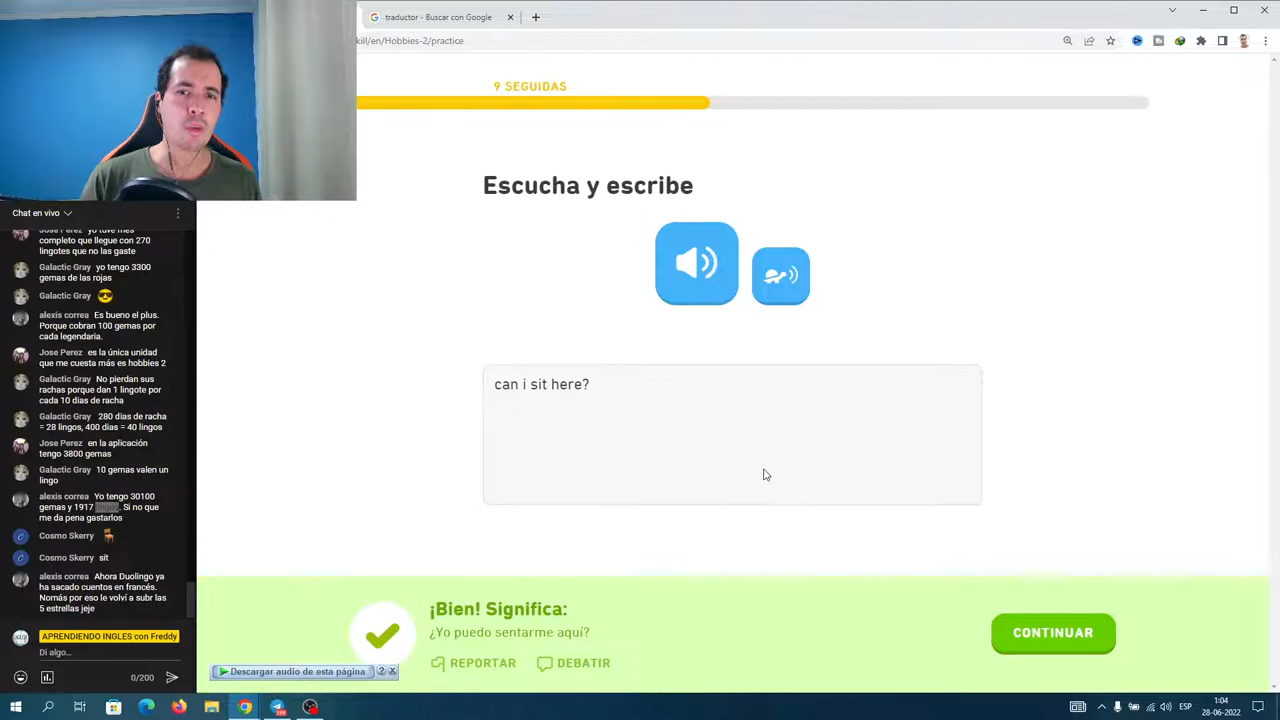 traductor - Buscar con Google
kill/en/Hobbies-2/practice
9 SEGUIDAS
Escucha y escribe
can i sit here?
Chat en vivo
Jose Perez yo tuve mes
completo que llegue con 270
lingotes que no las gaste
Galactic Gray yo tengo 3300
gemas de las rojas
Galactic Gray
alexis correa Es bueno el plus.
Porque cobran 100 gemas por
cada legendaria.
Jose Perez es la única unidad
que me cuesta más es hobbies 2
Galactic Gray No pierdan sus
rachas porque dan 1 lingote por
cada 10 dias de racha
Galactic Gray 280 dias de racha
= 28 lingos, 400 dias = 40 lingos
Jose Perez en la aplicación
tengo 3800 gemas
Galactic Gray 10 gemas valen un
lingo
alexis correa Yo tengo 30100
gemas y 1917 . Si no que
me da pena gastarlos
Cosmo Skerry
Cosmo Skerry sit
alexis correa Ahora Duolingo ya
ha sacado cuentos en francés.
Nomás por eso le volví a subr las
5 estrellas jeje
APRENDIENDO INGLES con Freddy
Di algo...
0/200
¡Bien! Significa:
¿Yo puedo sentarme aquí?
REPORTAR DEBATIR
CONTINUAR
Descargar audio de esta página
ESP
1:04
28-06-2022